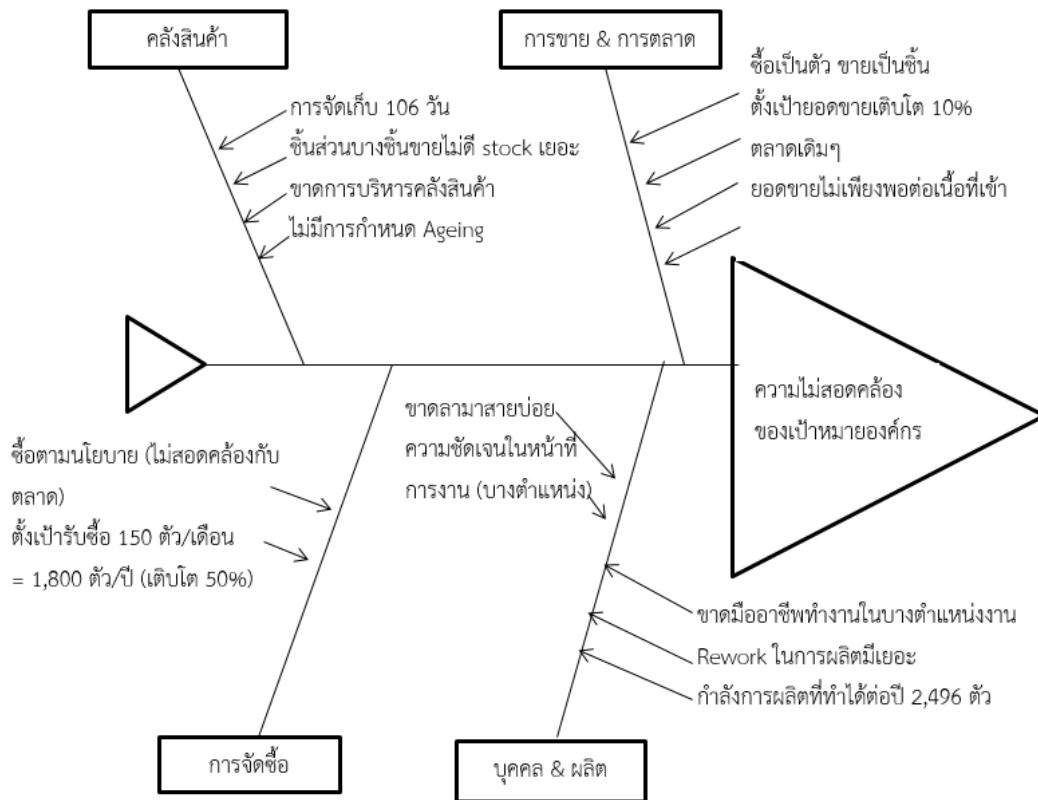 คลังสินค้า
การขาย & การตลาด
การจัดเก็บ 106 วัน
ชิ้นส่วนบางชิ้นขายไม่ดี stock เยอะ
ขาดการบริหารคลังสินค้า
ไม่มีการกำหนด Ageing
ซื้อเป็นตัว ขายเป็นชิ้น
ตั้งเป้ายอดขายเติบโต 10%
ตลาดเดิมๆ
ยอดขายไม่เพียงพอต่อเนื้อที่เข้า
ความไม่สอดคล้อง
ของเป้าหมายองค์กร
ซื้อตามนโยบาย (ไม่สอดคล้องกับ
ตลาด)
ตั้งเป้ารับซื้อ 150 ตัว/เดือน
= 1,800 ตัว/ปี (เติบโต 50%)
ขาดลามาสายบ่อย
ความชัดเจนในหน้าที่
การงาน (บางตำแหน่ง)
ขาดมืออาชีพทำงานในบางตำแหน่งงาน
Rework ในการผลิตมีเยอะ
กำลังการผลิตที่ทำได้ต่อปี 2,496 ตัว
การจัดซื้อ
บุคคล & ผลิต